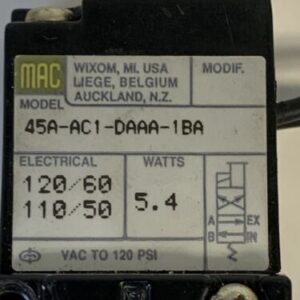 MAC
WIXOM, MI. USA
LIEGE, BELGIUM
AUCKLAND, N.Z.
MODIF.
MODEL
45A-AC1-DAAA-1BA
ELECTRICAL
WATTS
120/60
110/50
5.4
A EX
B IN
VAC TO 120 PSI